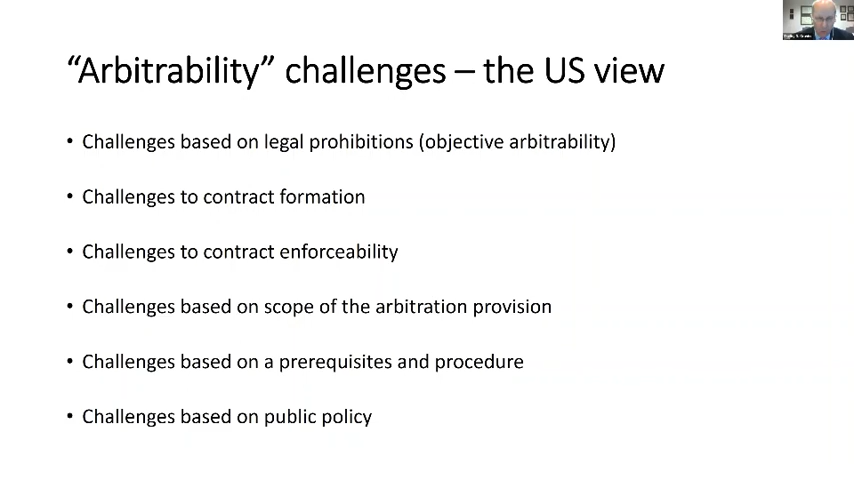 “Arbitrability” challenges – the US view
• Challenges based on legal prohibitions (objective arbitrability)
• Challenges to contract formation
• Challenges to contract enforceability
• Challenges based on scope of the arbitration provision
• Challenges based on a prerequisites and procedure
• Challenges based on public policy